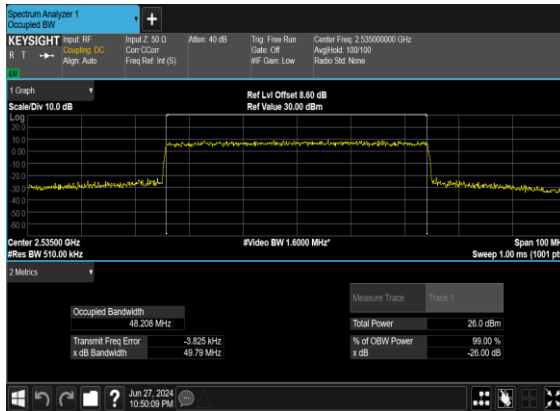 Spectrum Analyzer 1
Occupied BW
+
KEYSIGHT Input: RF Input Z: 50 Ω Atten: 40 dB Trig: Free Run Center Freq: 2.535000000 GHz
R T Coupling: DC Corr CCorr Gate: Off Avg|Hold: 100/100
Align: Auto Freq Ref: Int (S) #IF Gain: Low Radio Std: None
LXI
1 Graph
Scale/Div 10.0 dB Ref Lvl Offset 8.60 dB
Ref Value 30.00 dBm
Log
20.0
10.0
0.00
-10.0
-20.0
-30.0
-40.0
-50.0
-60.0
Center 2.53500 GHz #Video BW 1.6000 MHz* Span 100 MH
#Res BW 510.00 kHz Sweep 1.00 ms (1001 pt
2 Metrics
Measure Trace Trace 1
Occupied Bandwidth
48.208 MHz Total Power 26.0 dBm
Transmit Freq Error -3.825 kHz % of OBW Power 99.00 %
x dB Bandwidth 49.79 MHz x dB -26.00 dB
? Jun 27, 2024
10:50:09 PM